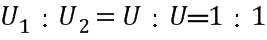 U₁ : U₂ = U : U = 1 : 1